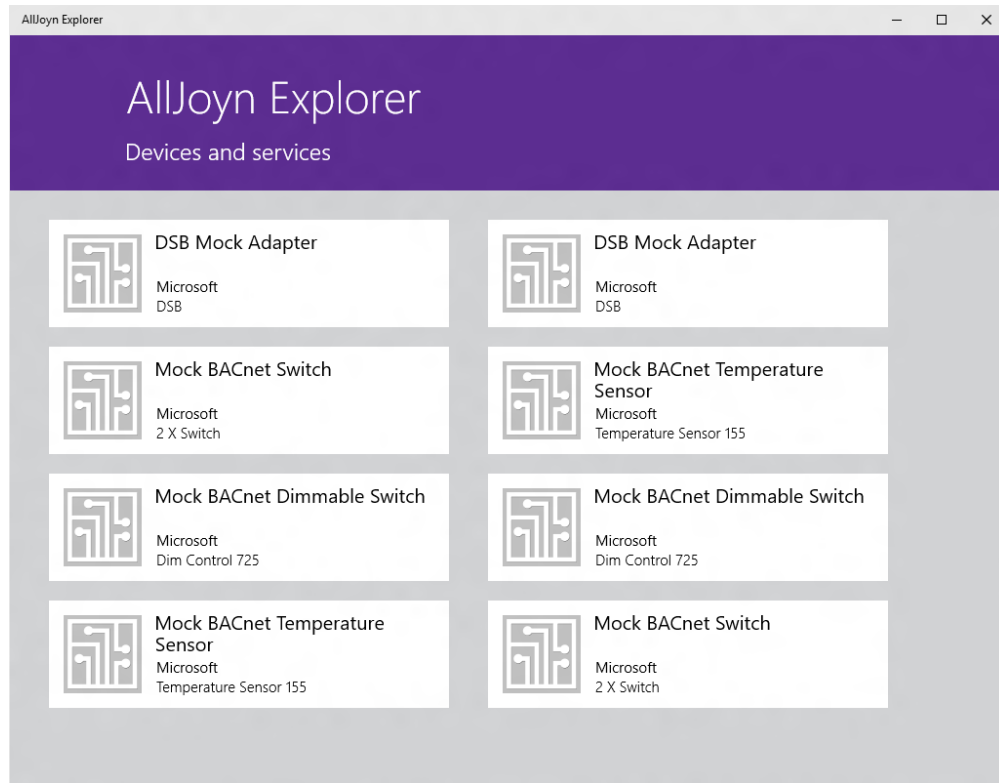 AllJoyn Explorer
AllJoyn Explorer
Devices and services
DSB Mock Adapter
Microsoft
DSB
DSB Mock Adapter
Microsoft
DSB
Mock BACnet Switch
Microsoft
2 X Switch
Mock BACnet Temperature
Sensor
Microsoft
Temperature Sensor 155
Mock BACnet Dimmable Switch
Microsoft
Dim Control 725
Mock BACnet Dimmable Switch
Microsoft
Dim Control 725
Mock BACnet Temperature
Sensor
Microsoft
Temperature Sensor 155
Mock BACnet Switch
Microsoft
2 X Switch